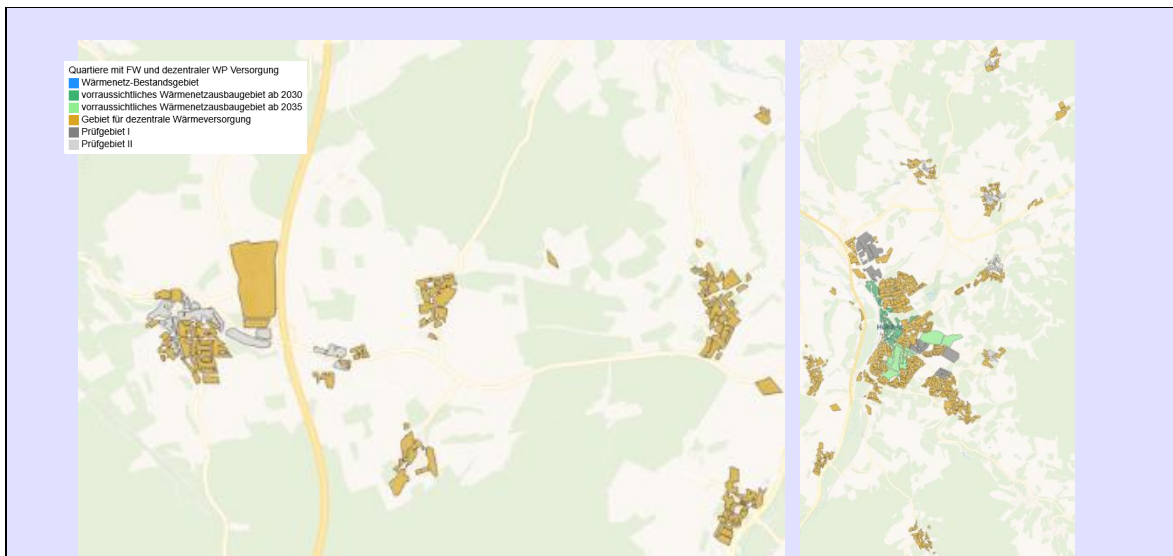 Quartiere mit FW und dezentraler WP Versorgung
Wärmenetz-Bestandsgebiet
vorraussichtliches Wärmenetzausbaugebiet ab 2030
vorraussichtliches Wärmenetzausbaugebiet ab 2035
Gebiet für dezentrale Wärmeversorgung
Prüfgebiet I
Prüfgebiet II